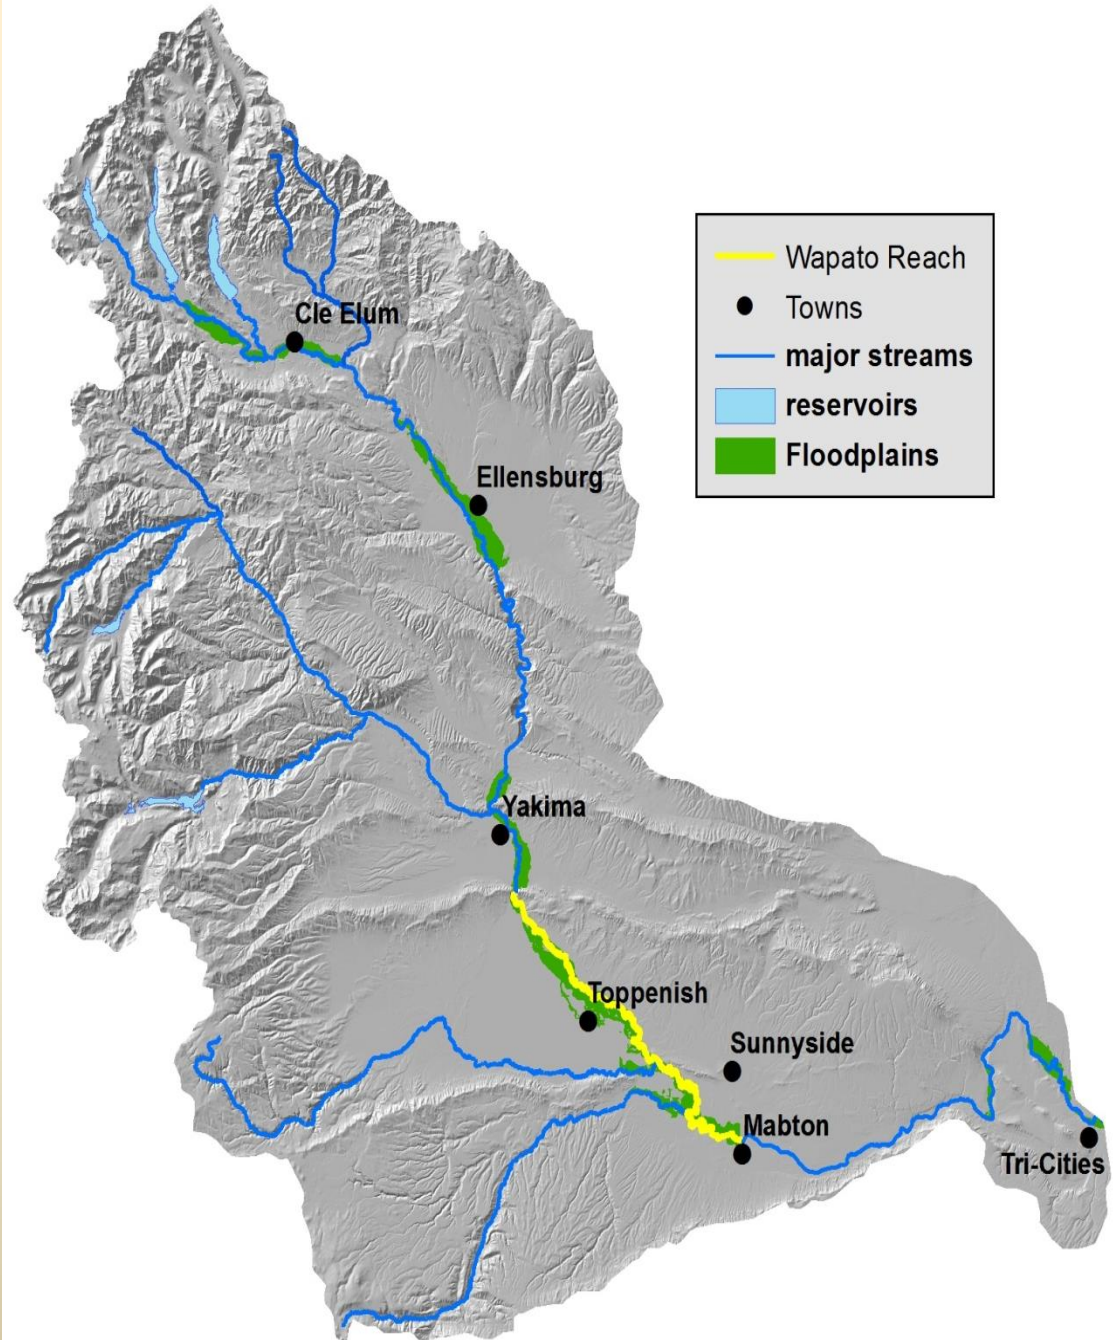 Wapato Reach
Towns
major streams
reservoirs
Floodplains
Cle Elum
Ellensburg
Yakima
Toppenish
Sunnyside
Mabton
Tri-Cities